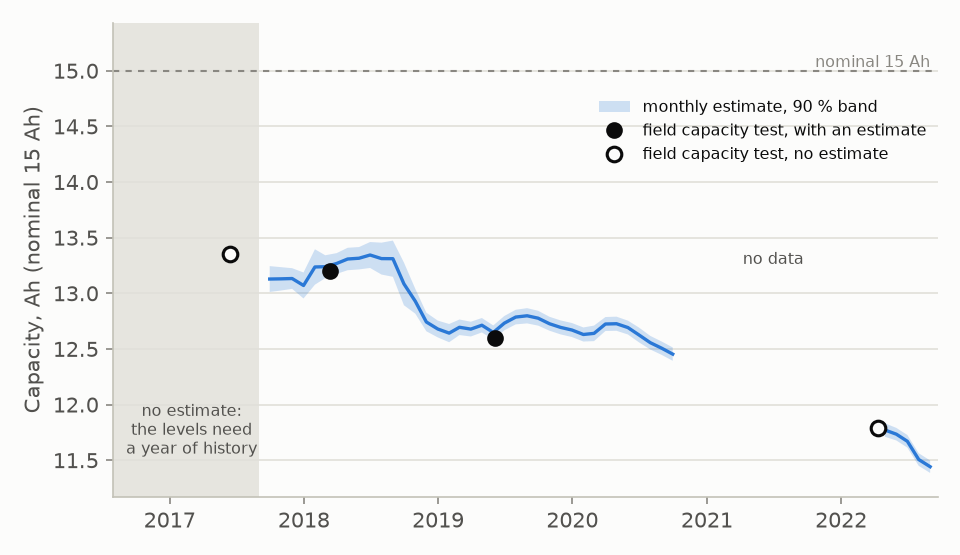 nominal 15 Ah
monthly estimate, 90 % band
field capacity test, with an estimate
field capacity test, no estimate
no data
no estimate:
the levels need
a year of history
Capacity, Ah (nominal 15 Ah)
15.0
14.5
14.0
13.5
13.0
12.5
12.0
11.5
2017
2018
2019
2020
2021
2022